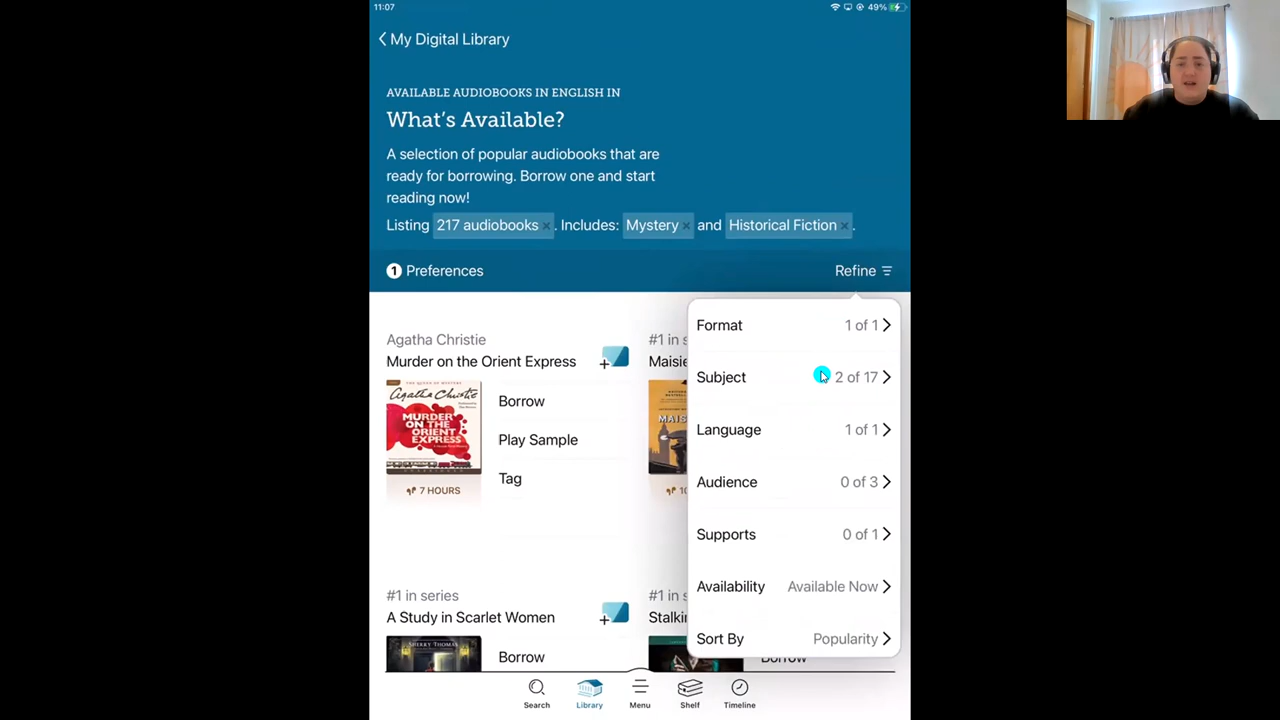 11:07
49%
My Digital Library
AVAILABLE AUDIOBOOKS IN ENGLISH IN
What's Available?
A selection of popular audiobooks that are
ready for borrowing. Borrow one and start
reading now!
Listing 217 audiobooks ×. Includes: Mystery × and Historical Fiction ×.
1 Preferences
Refine
Format 1 of 1
Subject 2 of 17
Language 1 of 1
Audience 0 of 3
Supports 0 of 1
Availability Available Now
Sort By Popularity
Agatha Christie
Murder on the Orient Express
Agatha Christie
MURDER
ON THE
ORIENT
EXPRESS
Borrow
Play Sample
Tag
7 HOURS
#1 in s
Maisie
MAIS
10
#1 in series
A Study in Scarlet Women
SHERRY THOMAS
Borrow
#1 in s
Stalki
Borrow
Search
Library
Menu
Shelf
Timeline